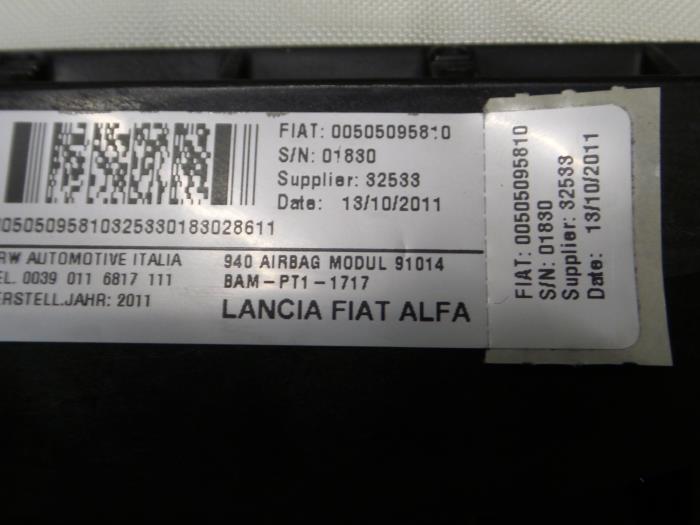 FIAT: 00505095810
S/N: 01830
Supplier: 32533
Date: 13/10/2011
00505095810325330183028611
RW AUTOMOTIVE ITALIA
EL. 0039 011 6817 111
ERSTELL.JAHR: 2011
940 AIRBAG MODUL 91014
BAM-PT1-1717
LANCIA FIAT ALFA
FIAT: 00505095810
S/N: 01830
Supplier: 32533
Date: 13/10/2011